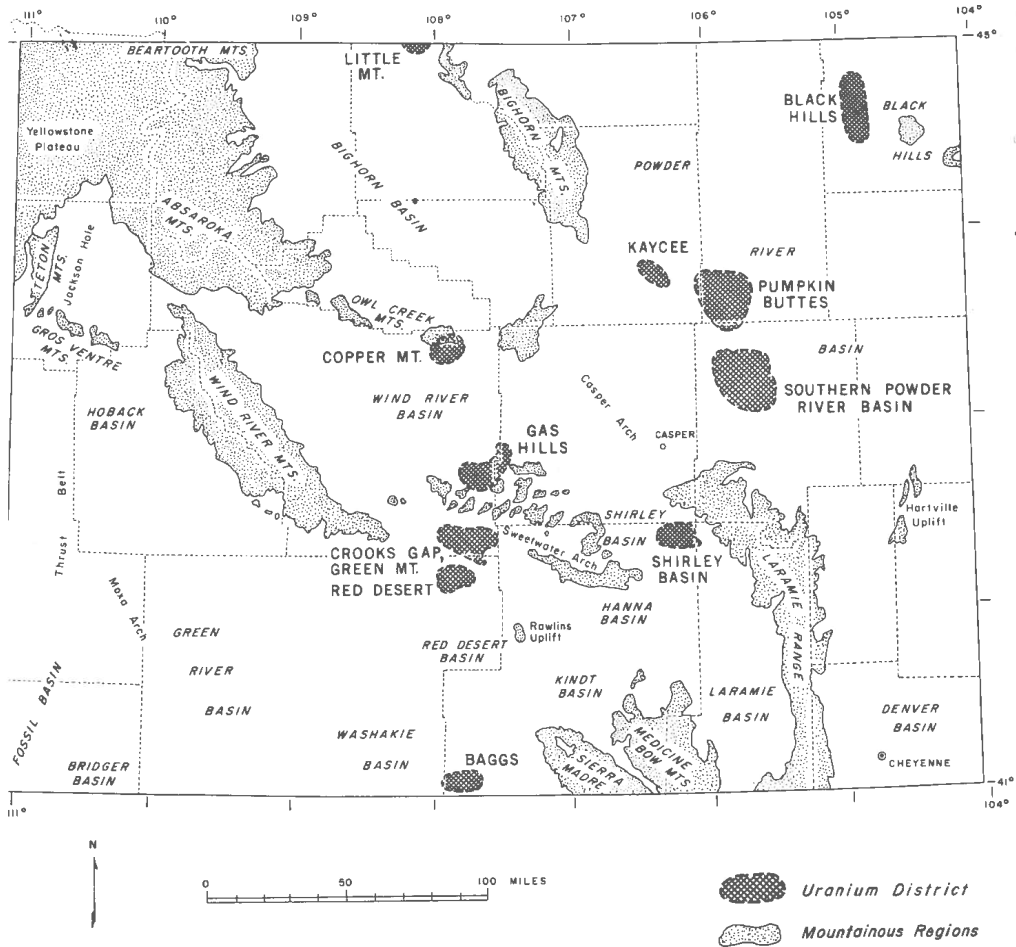 111°
110°
109°
108°
107°
106°
105°
104°
45°
BEARTOOTH MTS.
LITTLE
MT.
Yellowstone
Plateau
BIGHORN
MTS.
BIGHORN
BASIN
BLACK
HILLS
BLACK
HILLS
POWDER
ABSAROKA
MTS.
TETON
MTS.
Jackson Hole
KAYCEE
RIVER
PUMPKIN
BUTTES
OWL CREEK
MTS.
GROS VENTRE
MTS.
COPPER MT.
BASIN
WIND RIVER MTS.
WIND RIVER
BASIN
Casper Arch
SOUTHERN POWDER
RIVER BASIN
HOBACK
BASIN
GAS
HILLS
CASPER
Thrust Belt
SHIRLEY
BASIN
Hartville
Uplift
Sweetwater Arch
CROOKS GAP,
GREEN MT.
RED DESERT
SHIRLEY
BASIN
LARAMIE RANGE
Moxa Arch
HANNA
BASIN
GREEN
RIVER
BASIN
Rawlins
Uplift
RED DESERT
BASIN
KINDT
BASIN
LARAMIE
BASIN
FOSSIL BASIN
DENVER
BASIN
WASHAKIE
BASIN
MEDICINE
BOW MTS.
SIERRA
MADRE
BAGGS
CHEYENNE
BRIDGER
BASIN
41°
111°
104°
N
0 50 100 MILES
Uranium District
Mountainous Regions